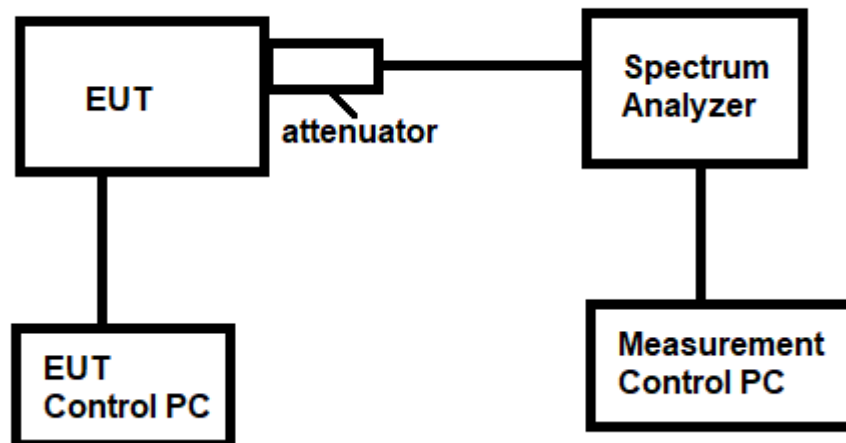 EUT
attenuator
Spectrum
Analyzer
EUT
Control PC
Measurement
Control PC